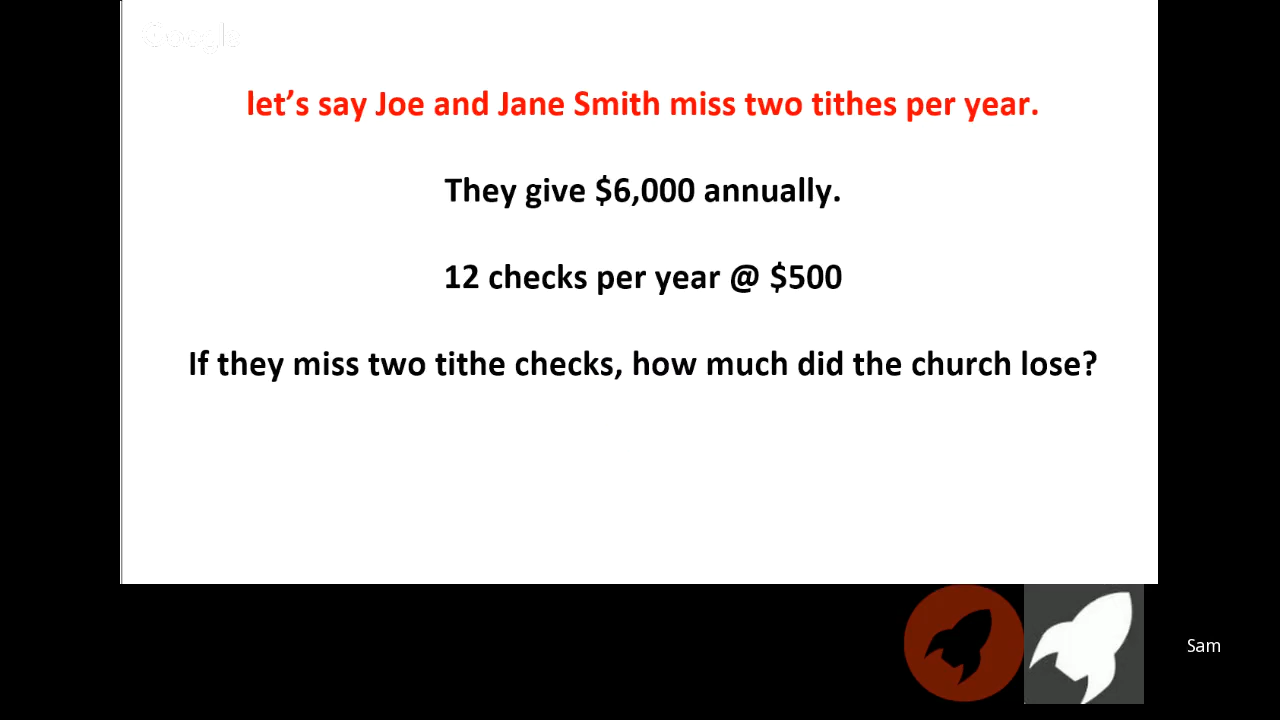 Google
let’s say Joe and Jane Smith miss two tithes per year.
They give $6,000 annually.
12 checks per year @ $500
If they miss two tithe checks, how much did the church lose?
Sam